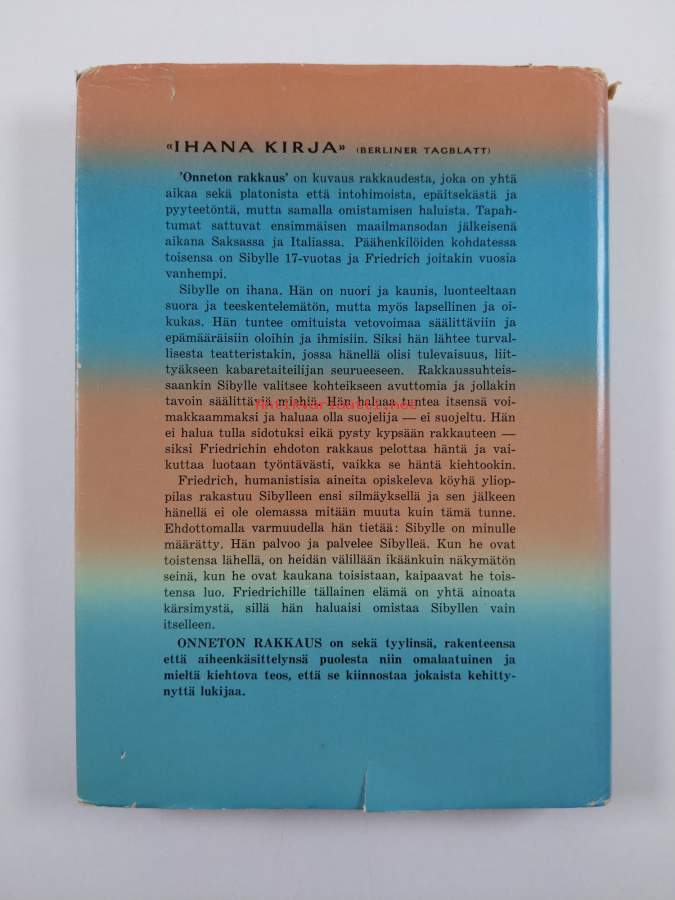 «IHANA KIRJA» (BERLINER TAGBLATT)
'Onneton rakkaus' on kuvaus rakkaudesta, joka on yhtä
aikaa sekä platonista että intohimoista, epäitsekästä ja
pyyteetöntä, mutta samalla omistamisen haluista. Tapah-
tumat sattuvat ensimmäisen maailmansodan jälkeisenä
aikana Saksassa ja Italiassa. Päähenkilöiden kohdatessa
toisensa on Sibylle 17-vuotas ja Friedrich joitakin vuosia
vanhempi.
Sibylle on ihana. Hän on nuori ja kaunis, luonteeltaan
suora ja teeskentelemätön, mutta myös lapsellinen ja oi-
kukas. Hän tuntee omituista vetovoimaa säälittäviin ja
epämääräisiin oloihin ja ihmisiin. Siksi hän lähtee turval-
lisesta teatteristakin, jossa hänellä olisi tulevaisuus, liit-
tyäkseen kabaretaiteilijan seurueeseen. Rakkaussuhteis-
saankin Sibylle valitsee kohteikseen avuttomia ja jollakin
tavoin säälittäviä miehiä. Hän haluaa tuntea itsensä voi-
Antikvariaatti.net
makkaammaksi ja haluaa olla suojelija — ei suojeltu. Hän
ei halua tulla sidotuksi eikä pysty kypsään rakkauteen —
siksi Friedrichin ehdoton rakkaus pelottaa häntä ja vai-
kuttaa luotaan työntävästi, vaikka se häntä kiehtookin.
Friedrich, humanistisia aineita opiskeleva köyhä yliop-
pilas rakastuu Sibylleen ensi silmäyksellä ja sen jälkeen
hänellä ei ole olemassa mitään muuta kuin tämä tunne.
Ehdottomalla varmuudella hän tietää: Sibylle on minulle
määrätty. Hän palvoo ja palvelee Sibylleä. Kun he ovat
toistensa lähellä, on heidän välillään ikäänkuin näkymätön
seinä, kun he ovat kaukana toisistaan, kaipaavat he tois-
tensa luo. Friedrichille tällainen elämä on yhtä ainoata
kärsimystä, sillä hän haluaisi omistaa Sibyllen vain
itselleen.
ONNETON RAKKAUS on sekä tyylinsä, rakenteensa
että aiheenkäsittelynsä puolesta niin omalaatuinen ja
mieltä kiehtova teos, että se kiinnostaa jokaista kehitty-
nyttä lukijaa.